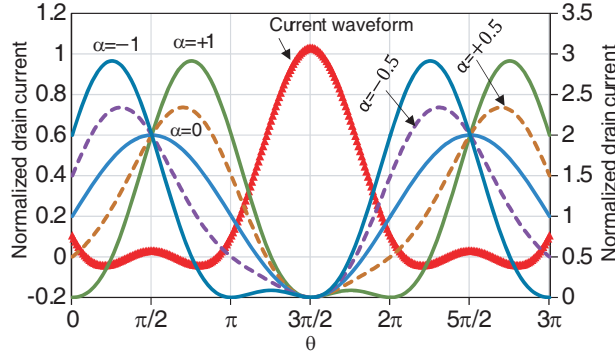 Current waveform
α=−1
α=+1
α=0
α=−0.5
α=+0.5
Normalized drain current
1.2
1
0.8
0.6
0.4
0.2
0
-0.2
3.5
3
2.5
2
1.5
1
0.5
0
Normalized drain current
0 π/2 π 3π/2 2π 5π/2 3π
θ